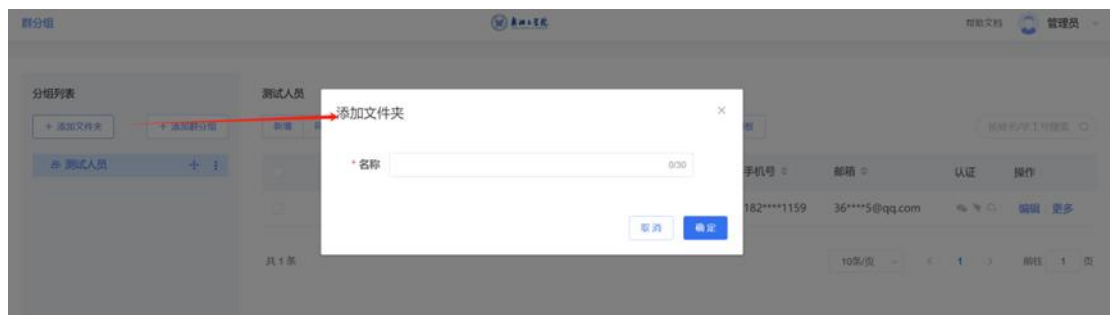 群分组
帮助文档 管理员
分组列表
测试人员
添加文件夹
+ 添加文件夹
+ 添加群分组
新增
测试人员
* 名称
0/30
取消
确定
手机号
邮箱
认证
操作
182****1159
36****5@qq.com
编辑
更多
共 1 条
10条/页
1
前往 1 页